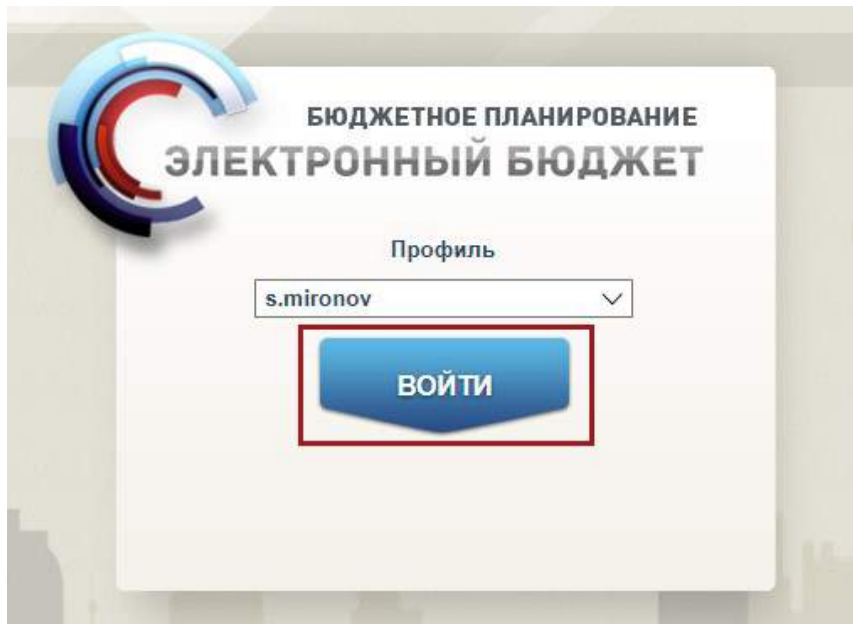 БЮДЖЕТНОЕ ПЛАНИРОВАНИЕ
ЭЛЕКТРОННЫЙ БЮДЖЕТ
Профиль
s.mironov
ВОЙТИ